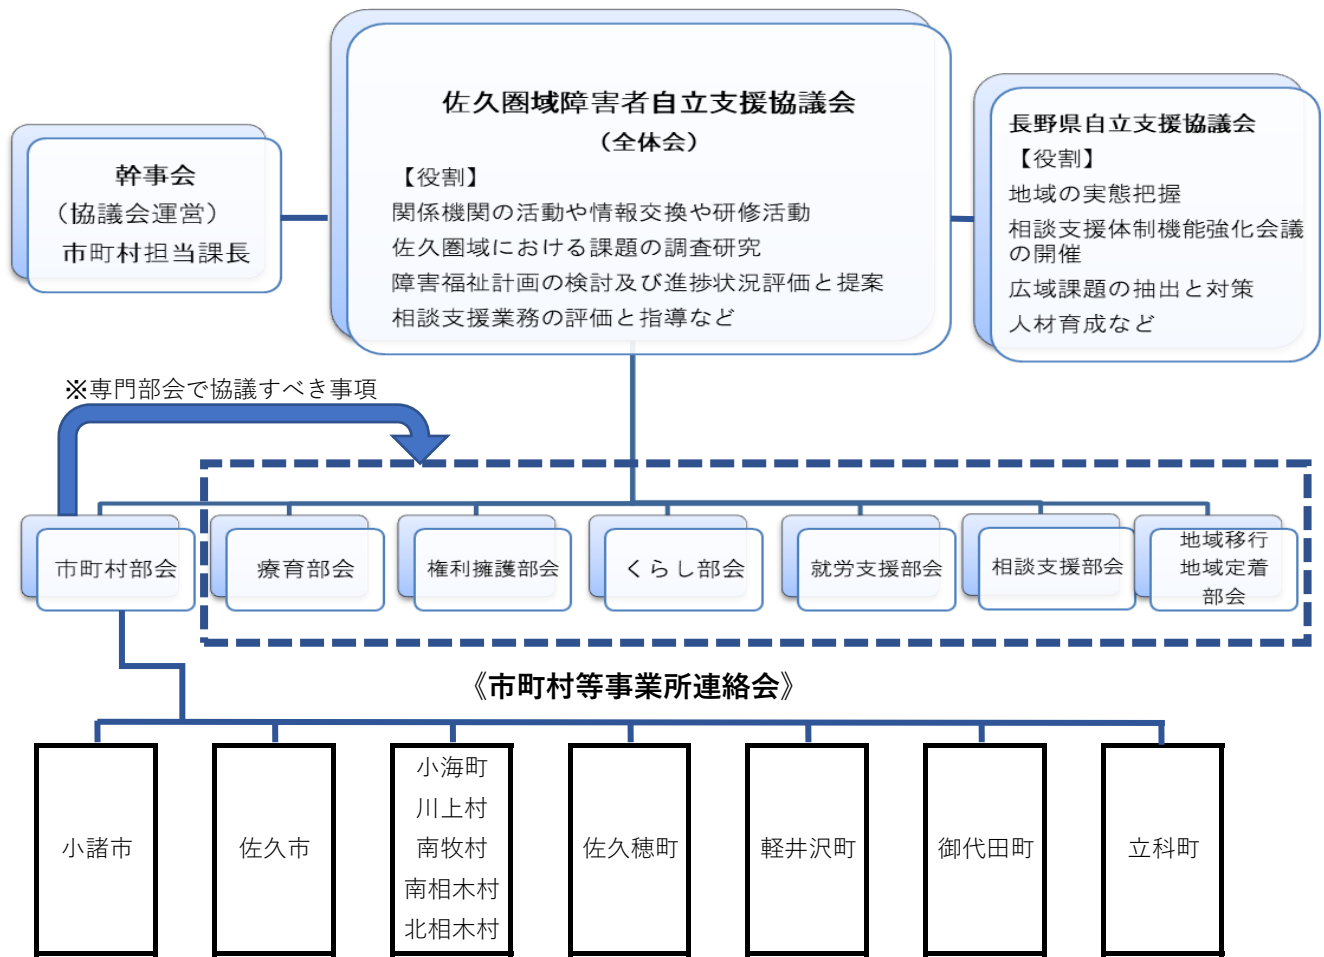 佐久圏域障害者自立支援協議会
（全体会）
【役割】
関係機関の活動や情報交換や研修活動
佐久圏域における課題の調査研究
障害福祉計画の検討及び進捗状況評価と提案
相談支援業務の評価と指導など
幹事会
（協議会運営）
市町村担当課長
長野県自立支援協議会
【役割】
地域の実態把握
相談支援体制機能強化会議
の開催
広域課題の抽出と対策
人材育成など
※専門部会で協議すべき事項
市町村部会
療育部会
権利擁護部会
くらし部会
就労支援部会
相談支援部会
地域移行
地域定着
部会
《市町村等事業所連絡会》
小諸市
佐久市
小海町
川上村
南牧村
南相木村
北相木村
佐久穂町
軽井沢町
御代田町
立科町